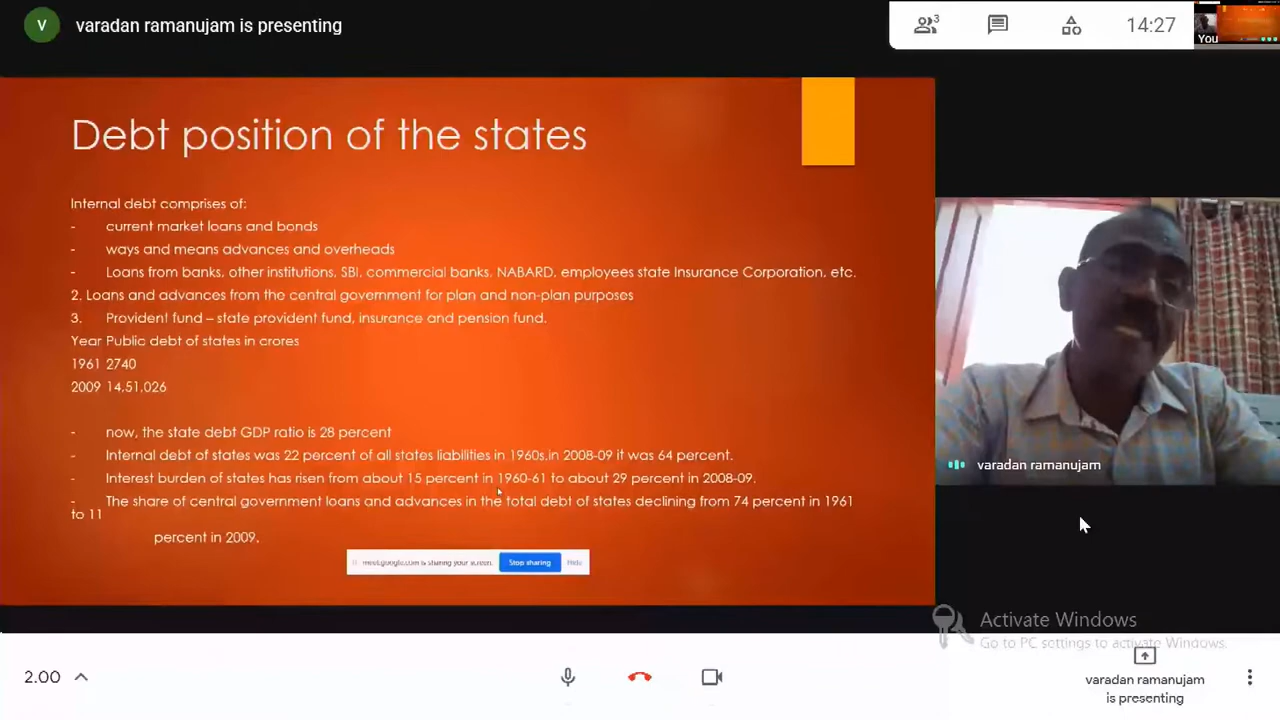 V
varadan ramanujam is presenting
3
14:27
You
Debt position of the states
Internal debt comprises of:
- current market loans and bonds
- ways and means advances and overheads
- Loans from banks, other institutions, SBI, commercial banks, NABARD, employees state Insurance Corporation, etc.
2. Loans and advances from the central government for plan and non-plan purposes
3. Provident fund – state provident fund, insurance and pension fund.
Year Public debt of states in crores
1961 2740
2009 14,51,026
- now, the state debt GDP ratio is 28 percent
- Internal debt of states was 22 percent of all states liabilities in 1960s.in 2008-09 it was 64 percent.
- Interest burden of states has risen from about 15 percent in 1960-61 to about 29 percent in 2008-09.
- The share of central government loans and advances in the total debt of states declining from 74 percent in 1961
to 11
percent in 2009.
meet.google.com is sharing your screen.
Stop sharing
Hide
varadan ramanujam
Activate Windows
Go to PC settings to activate Windows.
2.00
varadan ramanujam
is presenting